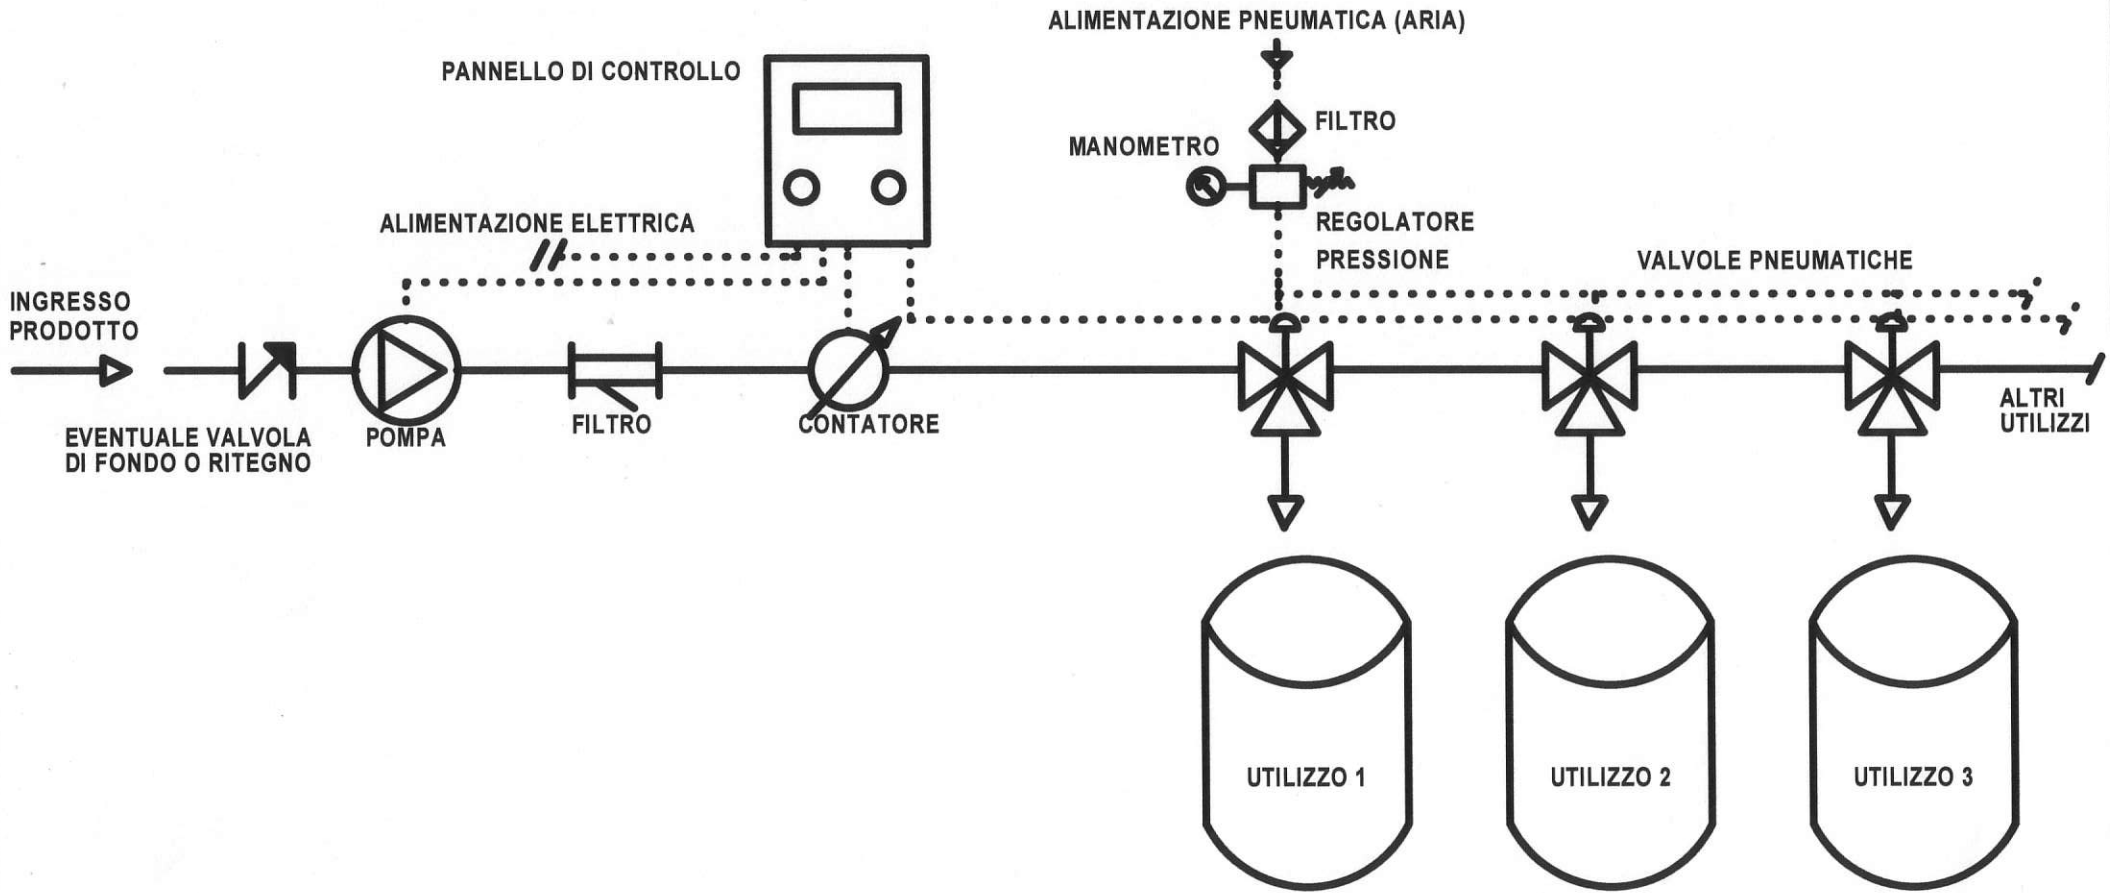 ALIMENTAZIONE PNEUMATICA (ARIA)
PANNELLO DI CONTROLLO
FILTRO
MANOMETRO
ALIMENTAZIONE ELETTRICA
REGOLATORE
PRESSIONE
VALVOLE PNEUMATICHE
INGRESSO
PRODOTTO
EVENTUALE VALVOLA
DI FONDO O RITEGNO
POMPA
FILTRO
CONTATORE
ALTRI
UTILIZZI
UTILIZZO 1
UTILIZZO 2
UTILIZZO 3